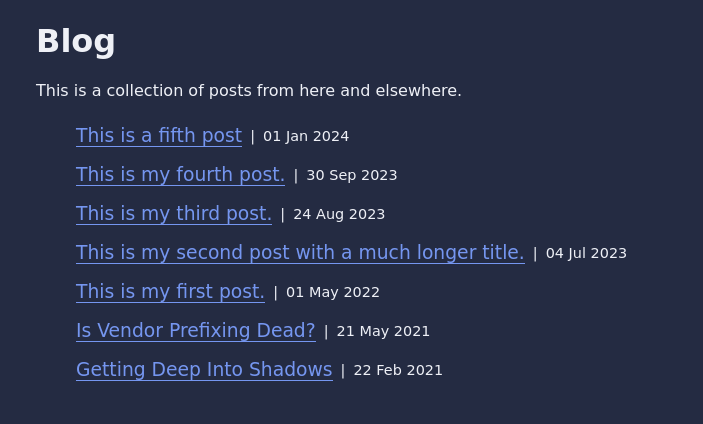 Blog
This is a collection of posts from here and elsewhere.
This is a fifth post | 01 Jan 2024
This is my fourth post. | 30 Sep 2023
This is my third post. | 24 Aug 2023
This is my second post with a much longer title. | 04 Jul 2023
This is my first post. | 01 May 2022
Is Vendor Prefixing Dead? | 21 May 2021
Getting Deep Into Shadows | 22 Feb 2021